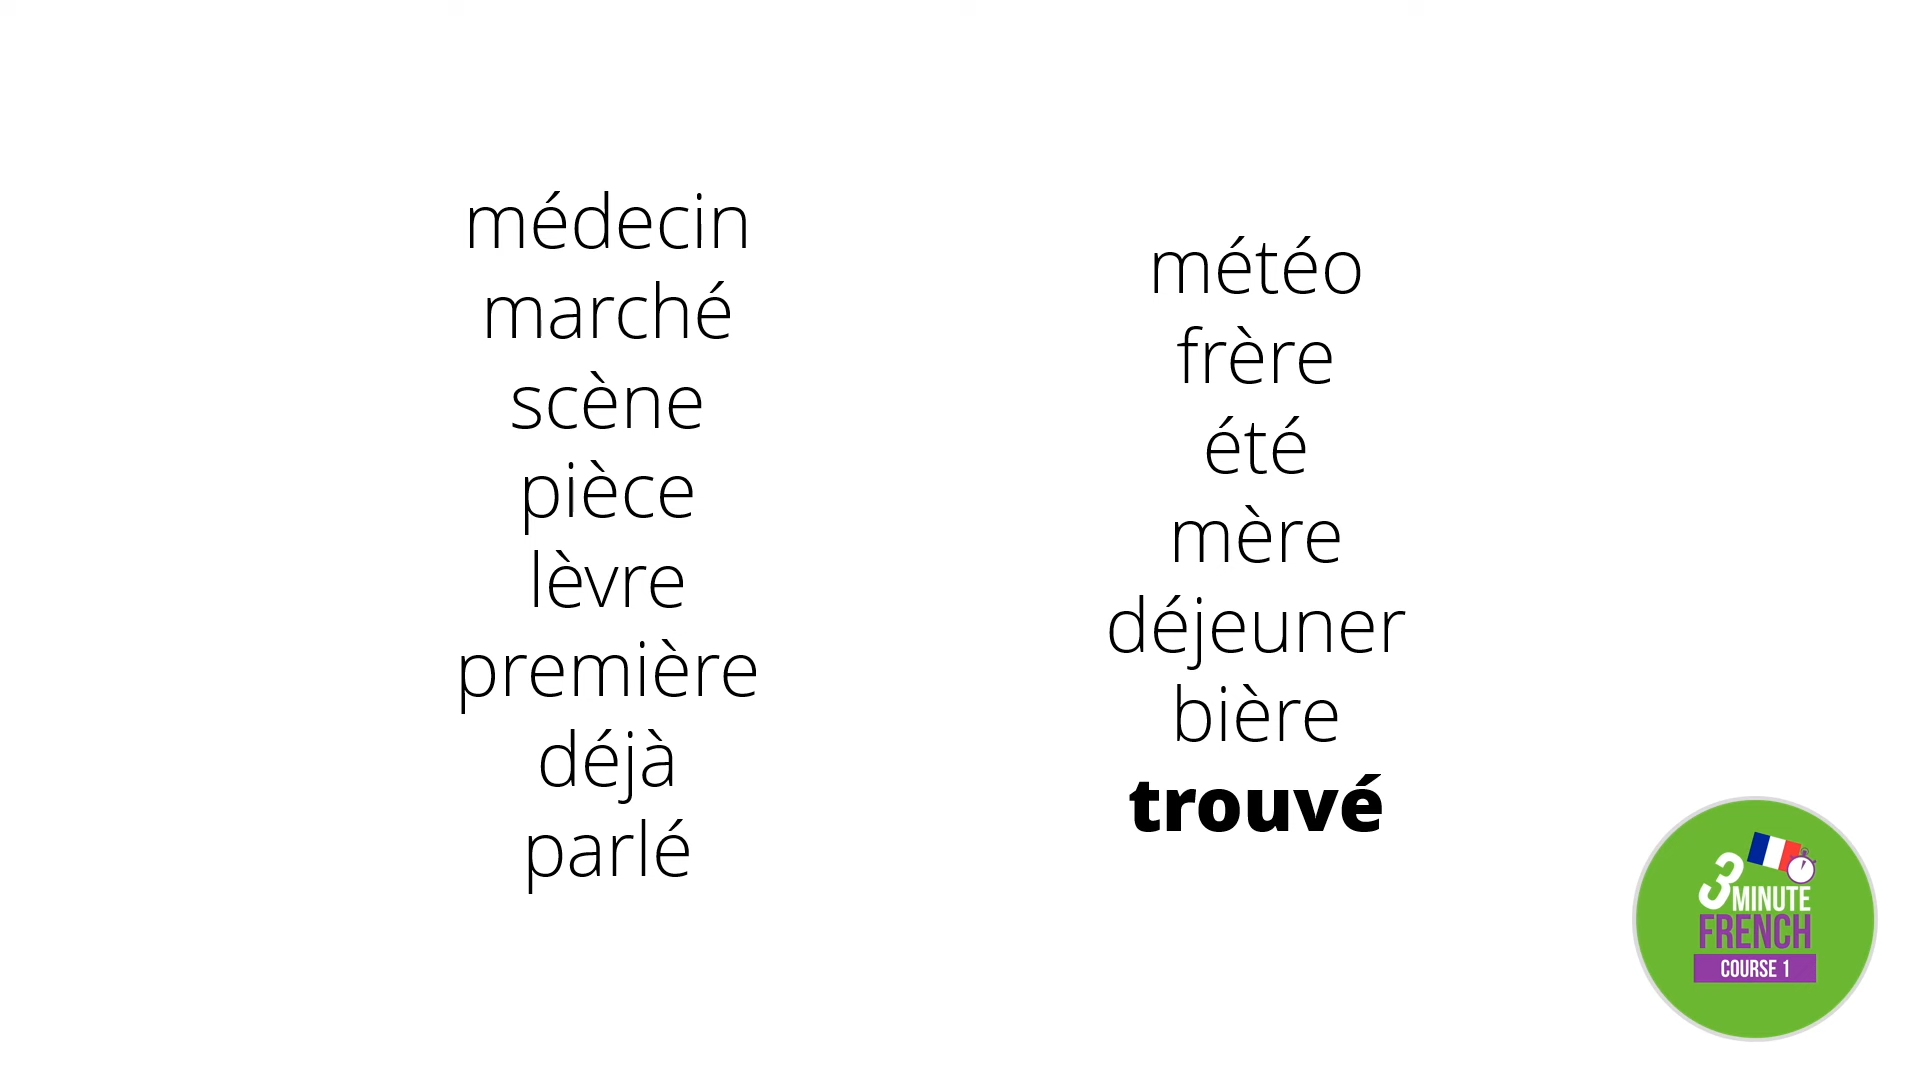 médecin
marché
scène
pièce
lèvre
première
déjà
parlé
météo
frère
été
mère
déjeuner
bière
trouvé
3 MINUTE
FRENCH
COURSE 1